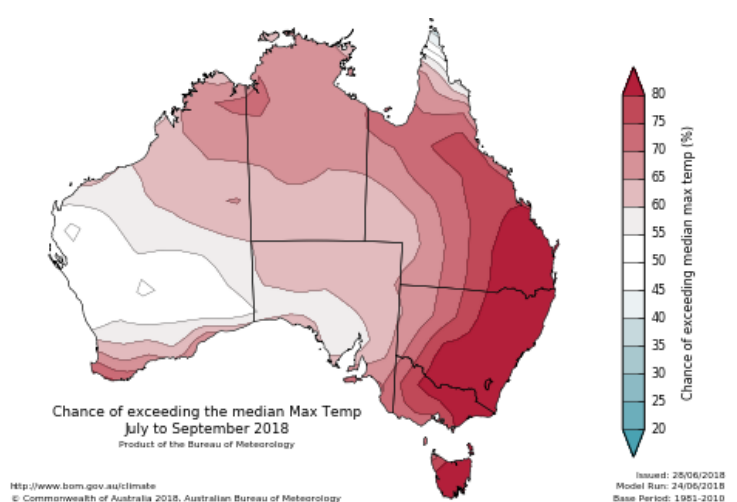 80
75
70
65
60
55
50
45
40
35
30
25
20
Chance of exceeding median max temp (%)
Chance of exceeding the median Max Temp
July to September 2018
Product of the Bureau of Meteorology
http://www.bom.gov.au/climate
© Commonwealth of Australia 2018, Australian Bureau of Meteorology
Issued: 28/06/2018
Model Run: 24/06/2018
Base Period: 1981-2010